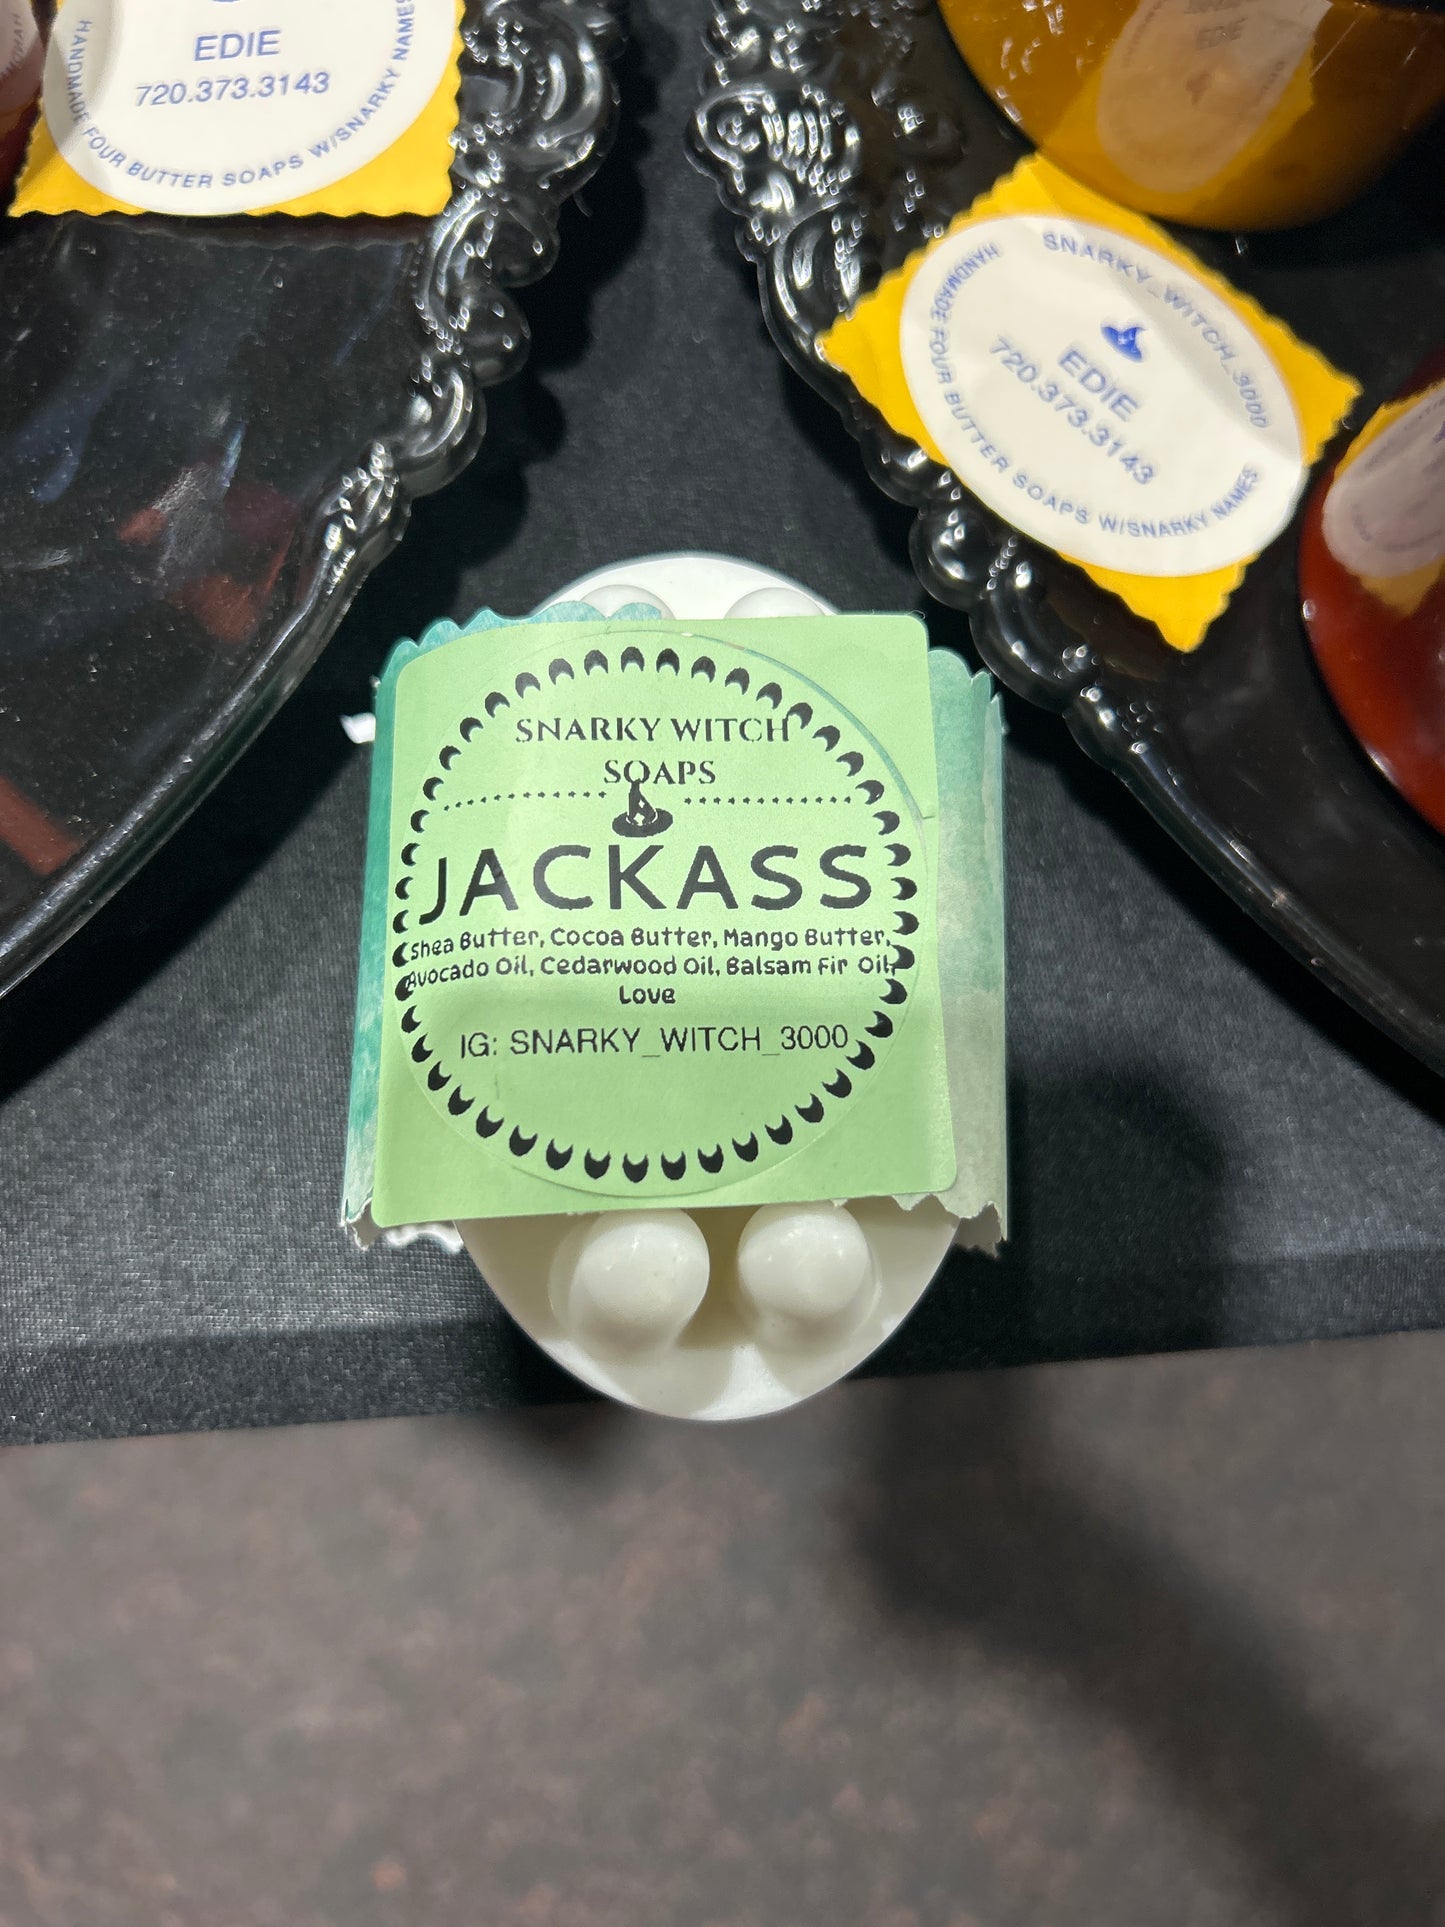 EDIE
720.373.3143
HANDMADE FOUR BUTTER SOAPS W/SNARKY NAMES
SNARKY_WITCH_3000
EDIE
720.373.3143
HANDMADE FOUR BUTTER SOAPS W/SNARKY NAMES
EDIE
SNARKY WITCH
SOAPS
JACKASS
Shea Butter, Cocoa Butter, Mango Butter,
Avocado Oil, Cedarwood Oil, Balsam Fir Oil,
Love
IG: SNARKY_WITCH_3000